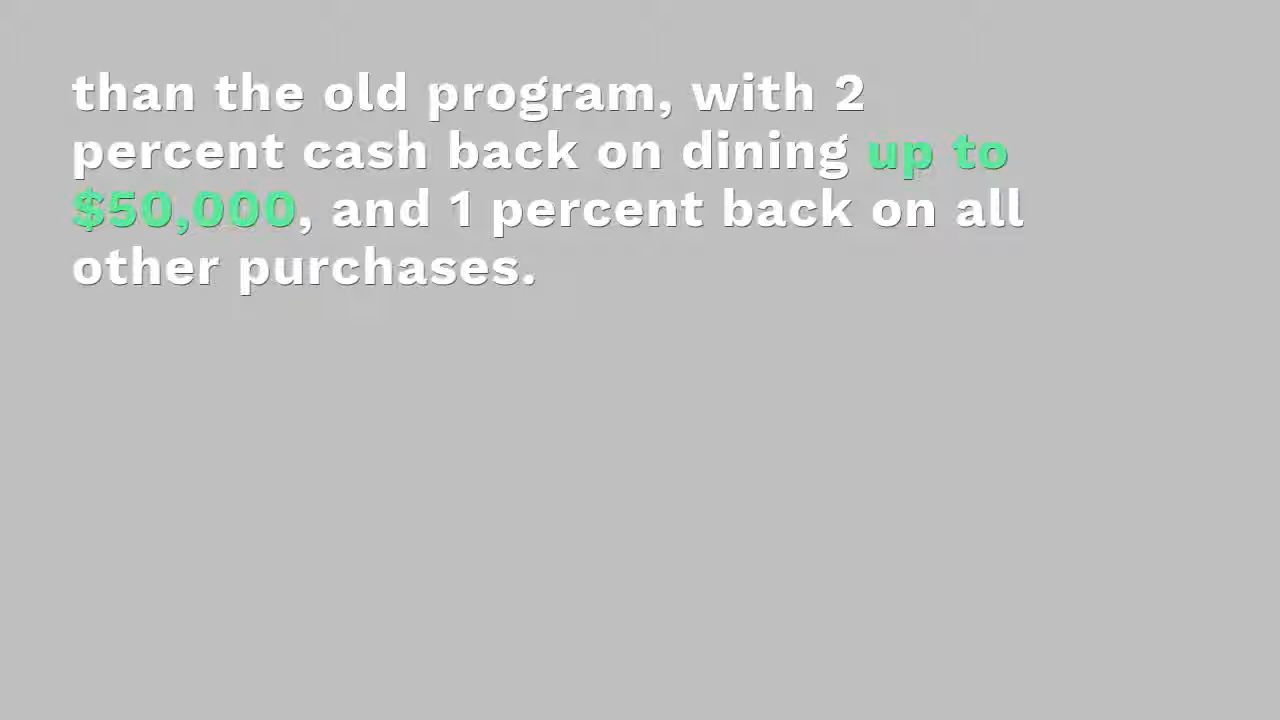 than the old program, with 2
percent cash back on dining up to
$50,000, and 1 percent back on all
other purchases.